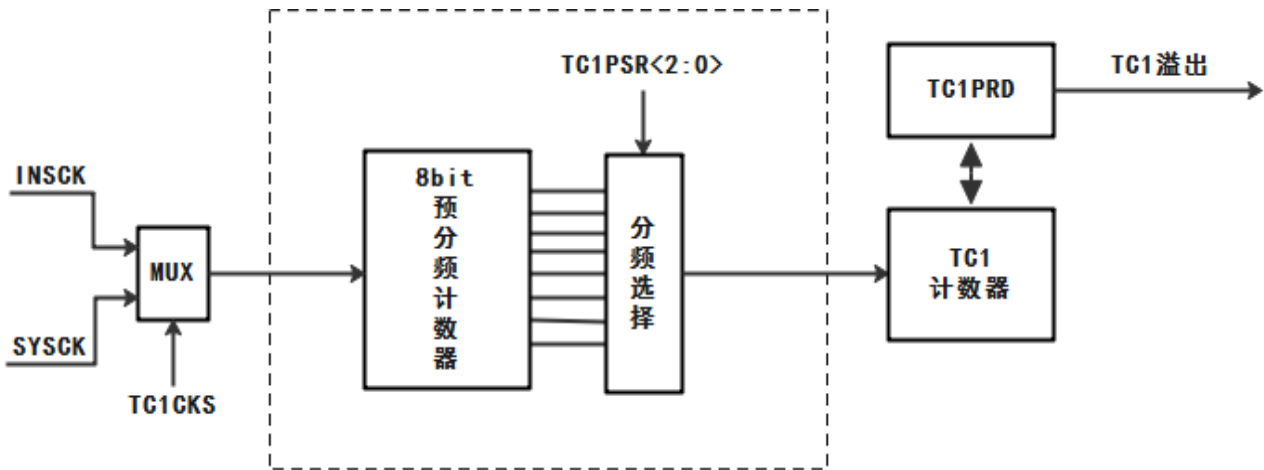 TC1PSR<2:0>
TC1PRD
TC1溢出
INSCK
8bit
预
分
频
计
数
器
分
频
选
择
MUX
TC1
计数器
SYSCK
TC1CKS